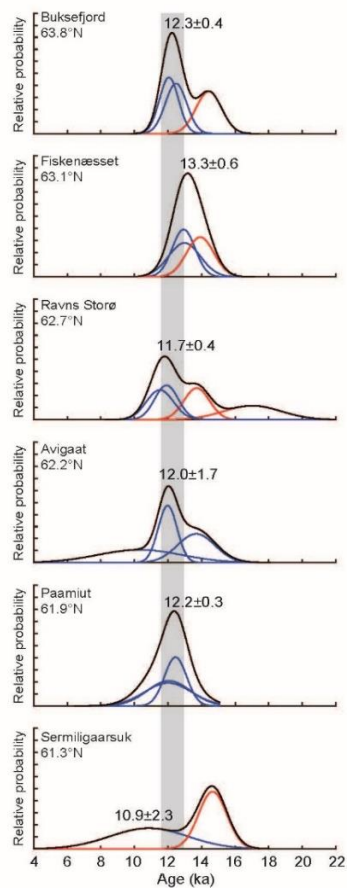 Buksefjord
63.8°N
12.3±0.4
Relative probability
Fiskenæsset
63.1°N
13.3±0.6
Relative probability
Ravns Storø
62.7°N
11.7±0.4
Relative probability
Avigaat
62.2°N
12.0±1.7
Relative probability
Paamiut
61.9°N
12.2±0.3
Relative probability
Sermiligaarsuk
61.3°N
10.9±2.3
Relative probability
4 6 8 10 12 14 16 18 20 22
Age (ka)